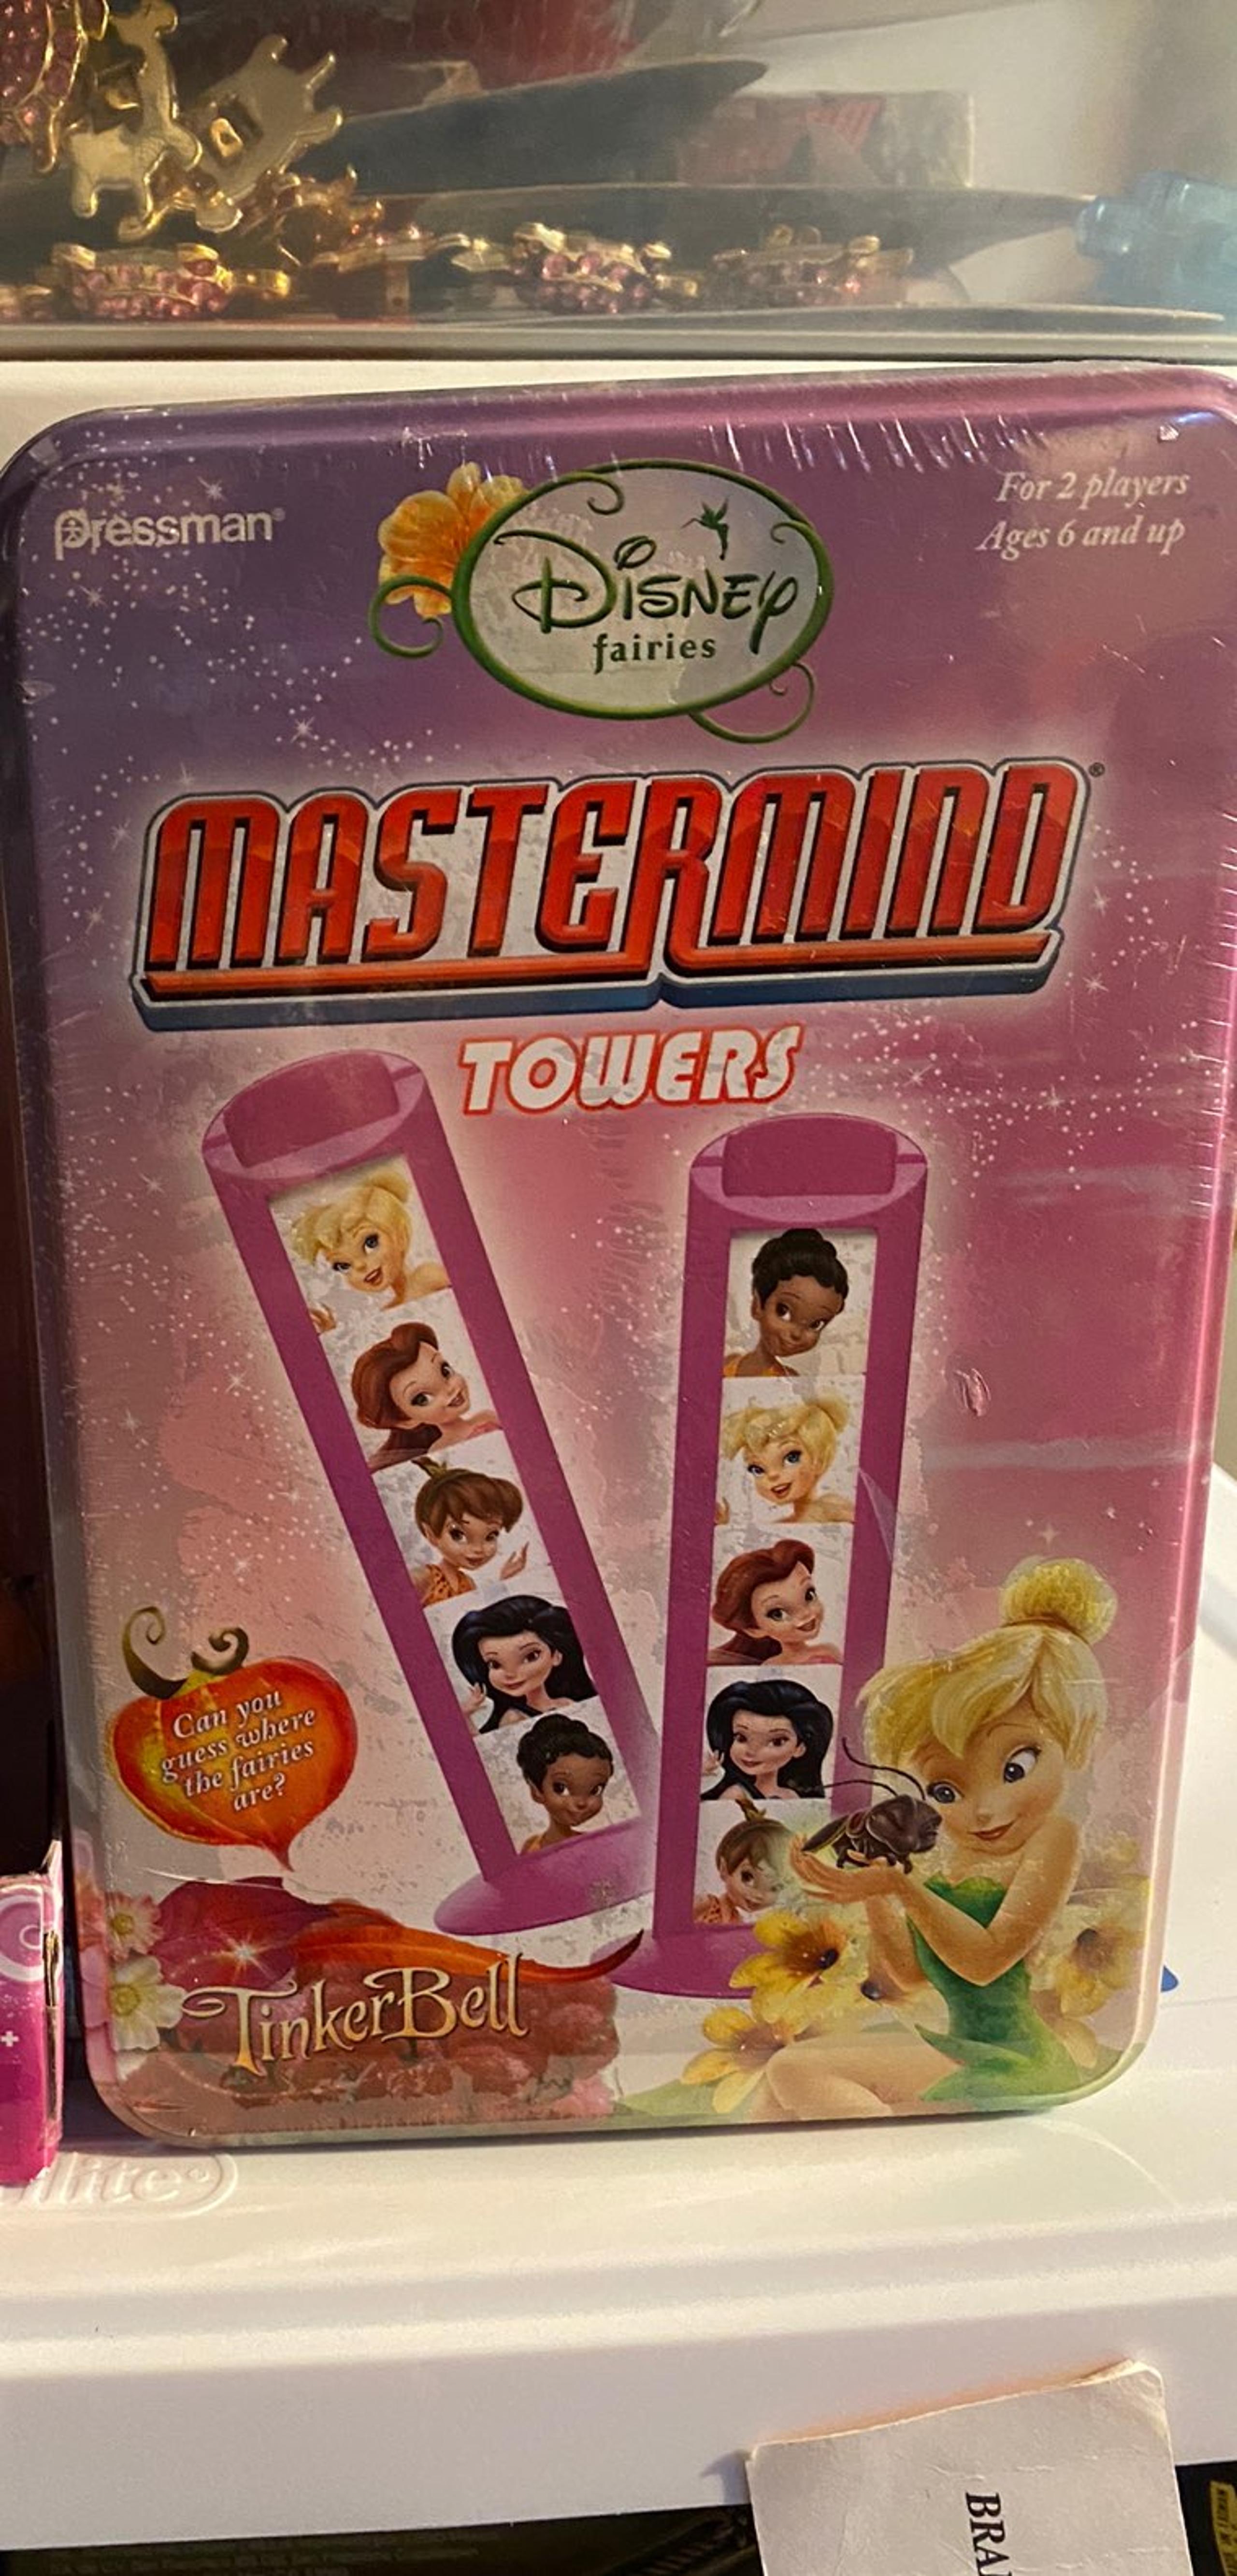 pressman®
For 2 players
Ages 6 and up
Disney
fairies
MASTERMIND®
TOWERS
Can you
guess where
the fairies
are?
TinkerBell
BRA